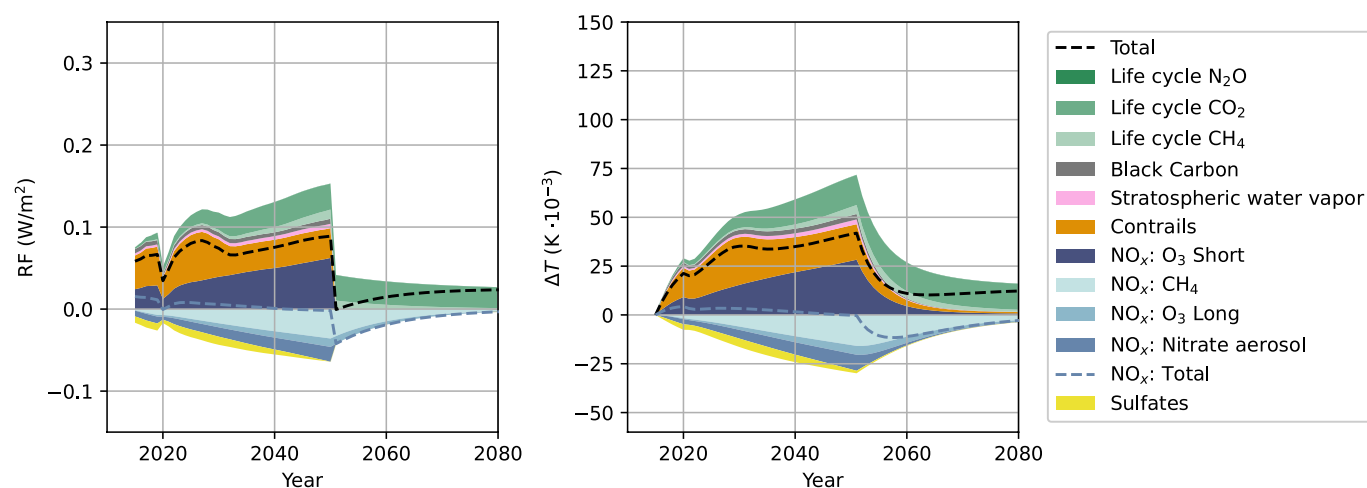 0.3
0.2
0.1
0.0
−0.1
RF (W/m²)
2020 2040 2060 2080
Year
150
125
100
75
50
25
0
−25
−50
ΔT (K ·10⁻³)
2020 2040 2060 2080
Year
Total
Life cycle N₂O
Life cycle CO₂
Life cycle CH₄
Black Carbon
Stratospheric water vapor
Contrails
NOₓ: O₃ Short
NOₓ: CH₄
NOₓ: O₃ Long
NOₓ: Nitrate aerosol
NOₓ: Total
Sulfates